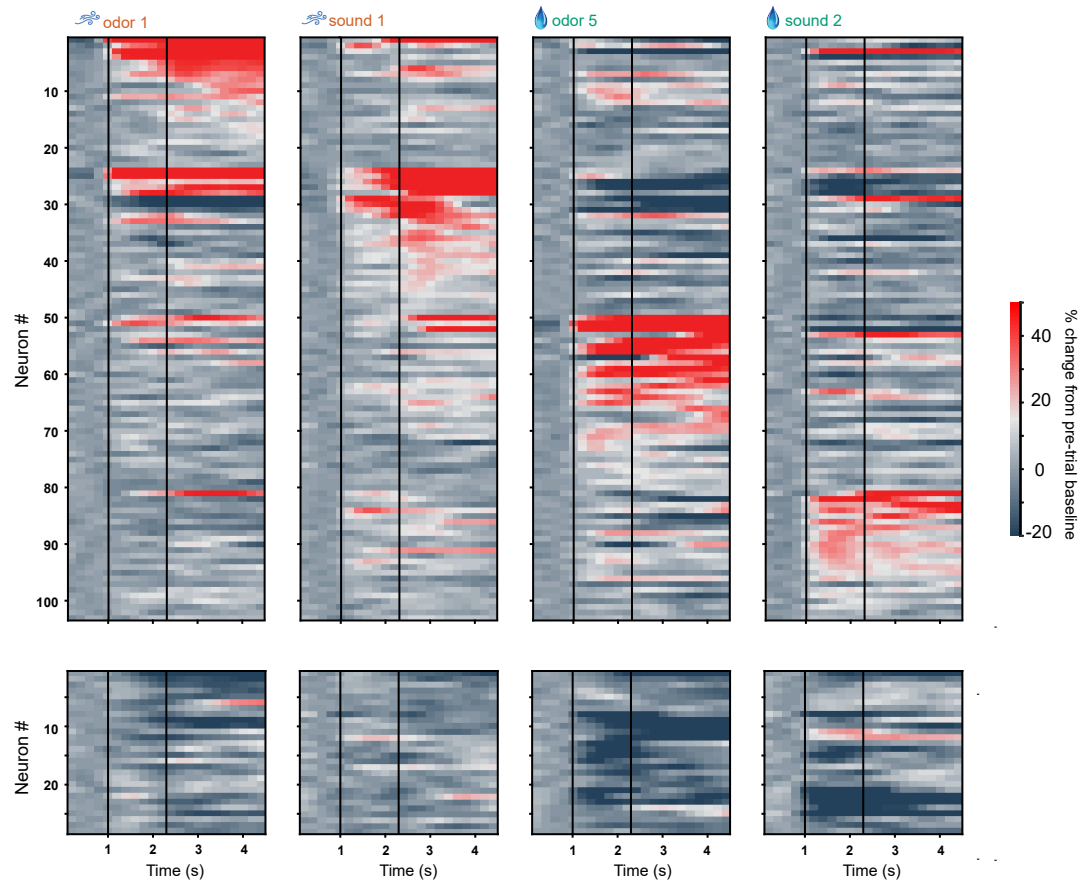 odor 1
sound 1
odor 5
sound 2
Neuron #
10
20
30
40
50
60
70
80
90
100
40
20
0
-20
% change from pre-trial baseline
Neuron #
10
20
1 2 3 4
1 2 3 4
1 2 3 4
1 2 3 4
Time (s)
Time (s)
Time (s)
Time (s)